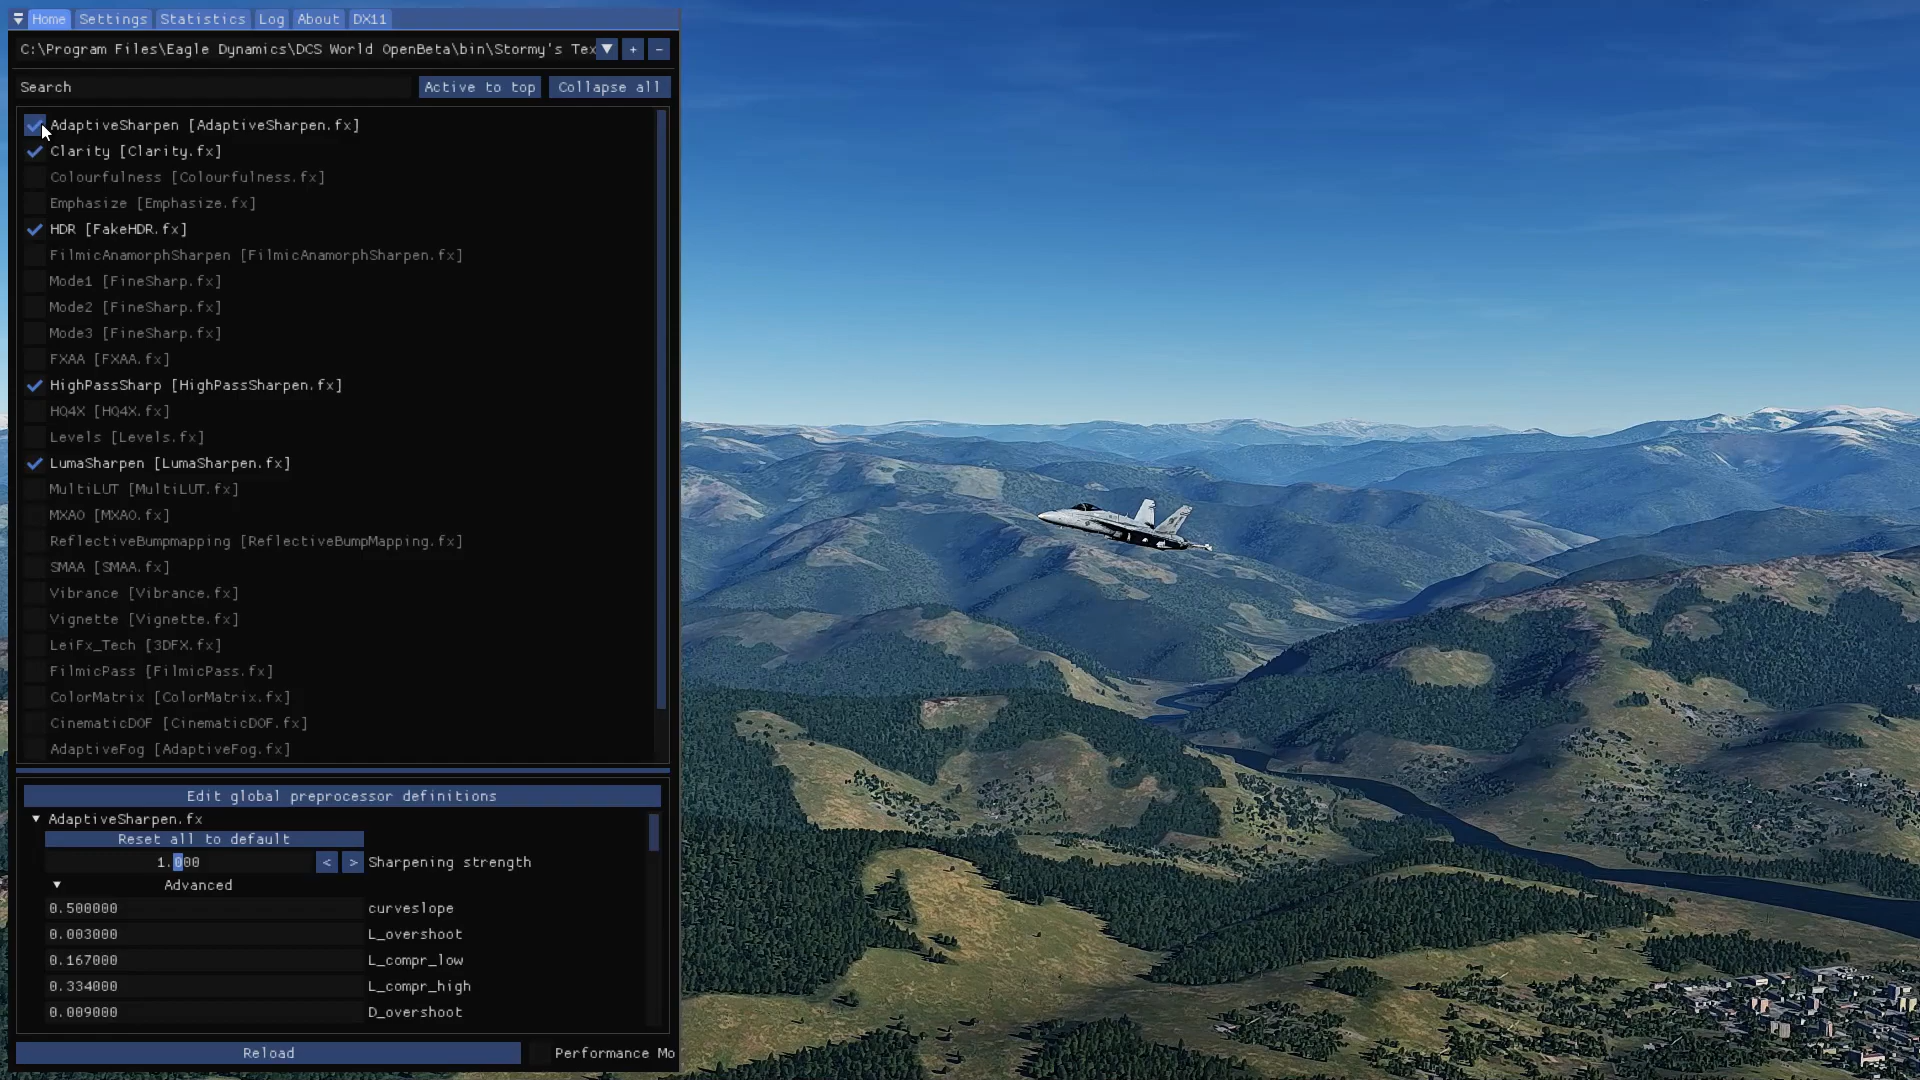 Home Settings Statistics Log About DX11
C:\Program Files\Eagle Dynamics\DCS World OpenBeta\bin\Stormy's Tex + -
Search Active to top Collapse all
AdaptiveSharpen [AdaptiveSharpen.fx]
Clarity [Clarity.fx]
Colourfulness [Colourfulness.fx]
Emphasize [Emphasize.fx]
HDR [FakeHDR.fx]
FilmicAnamorphSharpen [FilmicAnamorphSharpen.fx]
Mode1 [FineSharp.fx]
Mode2 [FineSharp.fx]
Mode3 [FineSharp.fx]
FXAA [FXAA.fx]
HighPassSharp [HighPassSharpen.fx]
HQ4X [HQ4X.fx]
Levels [Levels.fx]
LumaSharpen [LumaSharpen.fx]
MultiLUT [MultiLUT.fx]
MXAO [MXAO.fx]
ReflectiveBumpmapping [ReflectiveBumpMapping.fx]
SMAA [SMAA.fx]
Vibrance [Vibrance.fx]
Vignette [Vignette.fx]
LeiFx_Tech [3DFX.fx]
FilmicPass [FilmicPass.fx]
ColorMatrix [ColorMatrix.fx]
CinematicDOF [CinematicDOF.fx]
AdaptiveFog [AdaptiveFog.fx]
Edit global preprocessor definitions
AdaptiveSharpen.fx
Reset all to default
1.000 < > Sharpening strength
Advanced
0.500000 curveslope
0.003000 L_overshoot
0.167000 L_compr_low
0.334000 L_compr_high
0.009000 D_overshoot
Reload Performance Mo